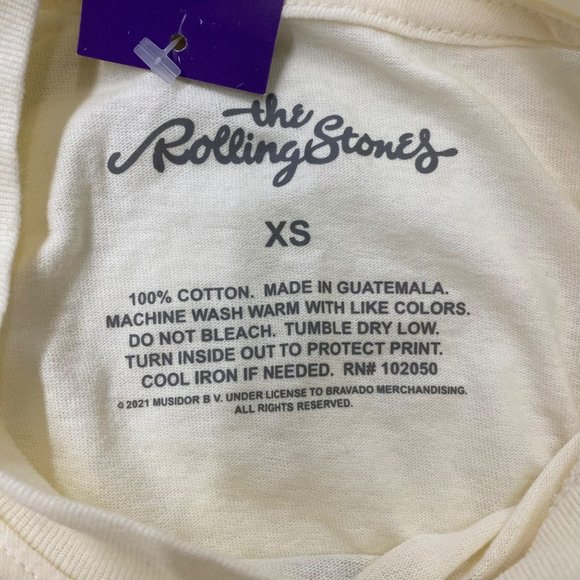 the
Rolling Stones
XS
100% COTTON. MADE IN GUATEMALA.
MACHINE WASH WARM WITH LIKE COLORS.
DO NOT BLEACH. TUMBLE DRY LOW.
TURN INSIDE OUT TO PROTECT PRINT.
COOL IRON IF NEEDED. RN# 102050
© 2021 MUSIDOR B V. UNDER LICENSE TO BRAVADO MERCHANDISING.
ALL RIGHTS RESERVED.